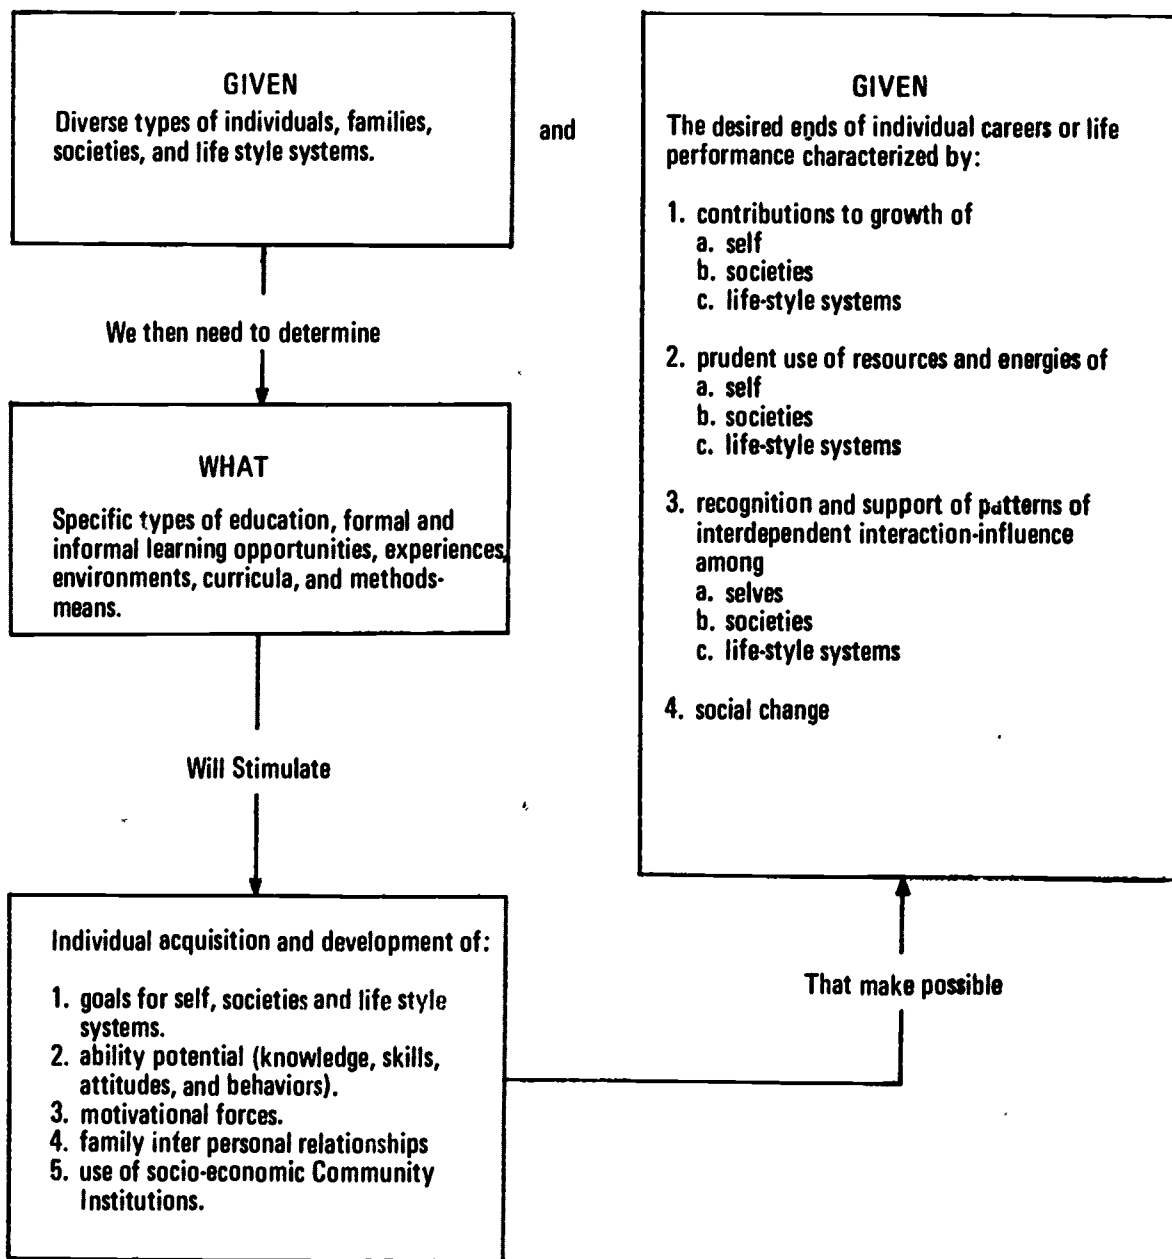 GIVEN
Diverse types of individuals, families,
societies, and life style systems.
and
GIVEN
The desired ends of individual careers or life
performance characterized by:
1. contributions to growth of
a. self
b. societies
c. life-style systems
2. prudent use of resources and energies of
a. self
b. societies
c. life-style systems
3. recognition and support of patterns of
interdependent interaction-influence
among
a. selves
b. societies
c. life-style systems
4. social change
We then need to determine
WHAT
Specific types of education, formal and
informal learning opportunities, experiences,
environments, curricula, and methods-
means.
Will Stimulate
Individual acquisition and development of:
1. goals for self, societies and life style
systems.
2. ability potential (knowledge, skills,
attitudes, and behaviors).
3. motivational forces.
4. family inter personal relationships
5. use of socio-economic Community
Institutions.
That make possible